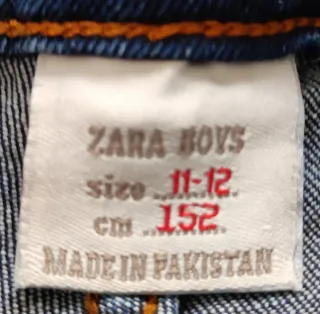 ZARA BOYS
size 11-12
cm 152
MADE IN PAKISTAN